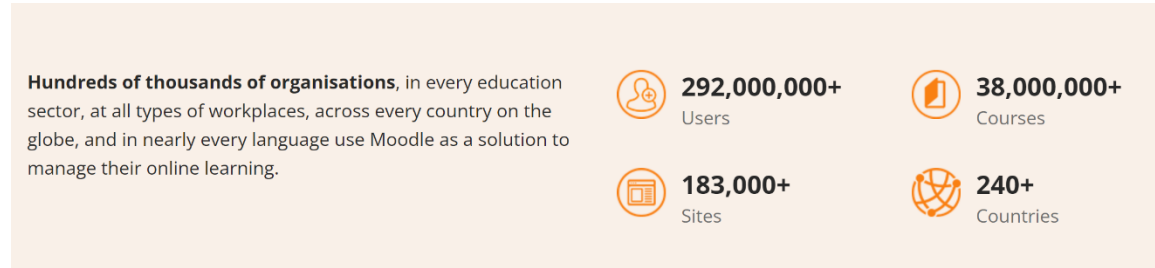 Hundreds of thousands of organisations, in every education
sector, at all types of workplaces, across every country on the
globe, and in nearly every language use Moodle as a solution to
manage their online learning.
292,000,000+
Users
38,000,000+
Courses
183,000+
Sites
240+
Countries